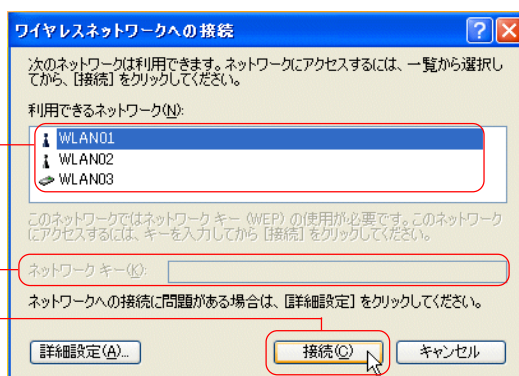 ワイヤレスネットワークへの接続
次のネットワークは利用できます。ネットワークにアクセスするには、一覧から選択し
てから、[接続] をクリックしてください。
利用できるネットワーク(N):
WLAN01
WLAN02
WLAN03
このネットワークではネットワーク キー (WEP) の使用が必要です。このネットワーク
にアクセスするには、キーを入力してから [接続] をクリックしてください。
ネットワーク キー(K):
ネットワークへの接続に問題がある場合は、[詳細設定] をクリックしてください。
詳細設定(A)...
接続(C)
キャンセル